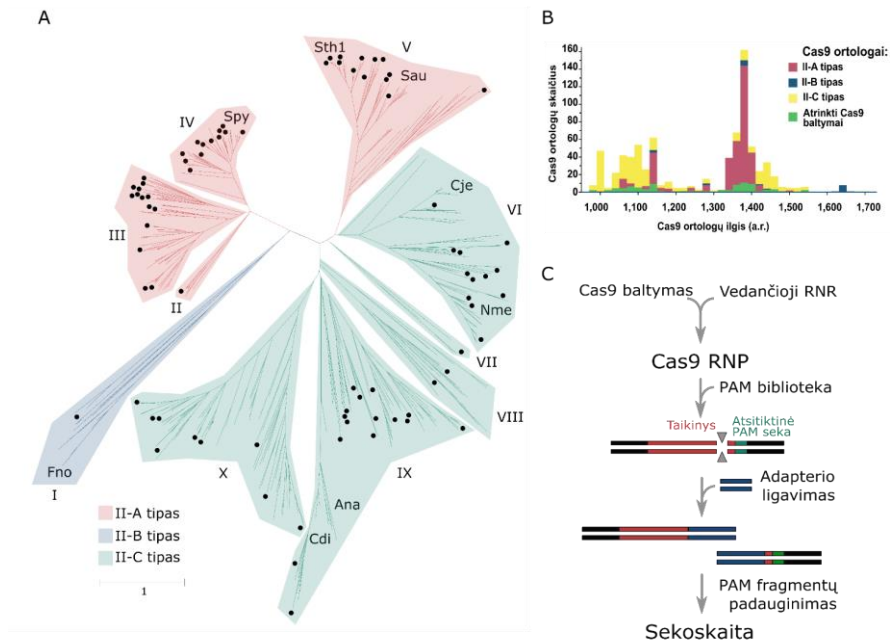 A
Sth1
V
Sau
IV
Spy
Cje
VI
III
II
Nme
VII
VIII
Fno
I
X
IX
Ana
Cdi
II-A tipas
II-B tipas
II-C tipas
1
B
Cas9 ortologų skaičius
160
140
120
100
80
60
40
20
0
1,000
1,100
1,200
1,300
1,400
1,500
1,600
1,700
Cas9 ortologų ilgis (a.r.)
Cas9 ortologai:
II-A tipas
II-B tipas
II-C tipas
Atrinkti Cas9
baltymai
C
Cas9 baltymas
Vedančioji RNR
Cas9 RNP
PAM biblioteka
Taikinys
Atsitiktinė
PAM seka
Adapterio
ligavimas
PAM fragmentų
padauginimas
Sekoskaita